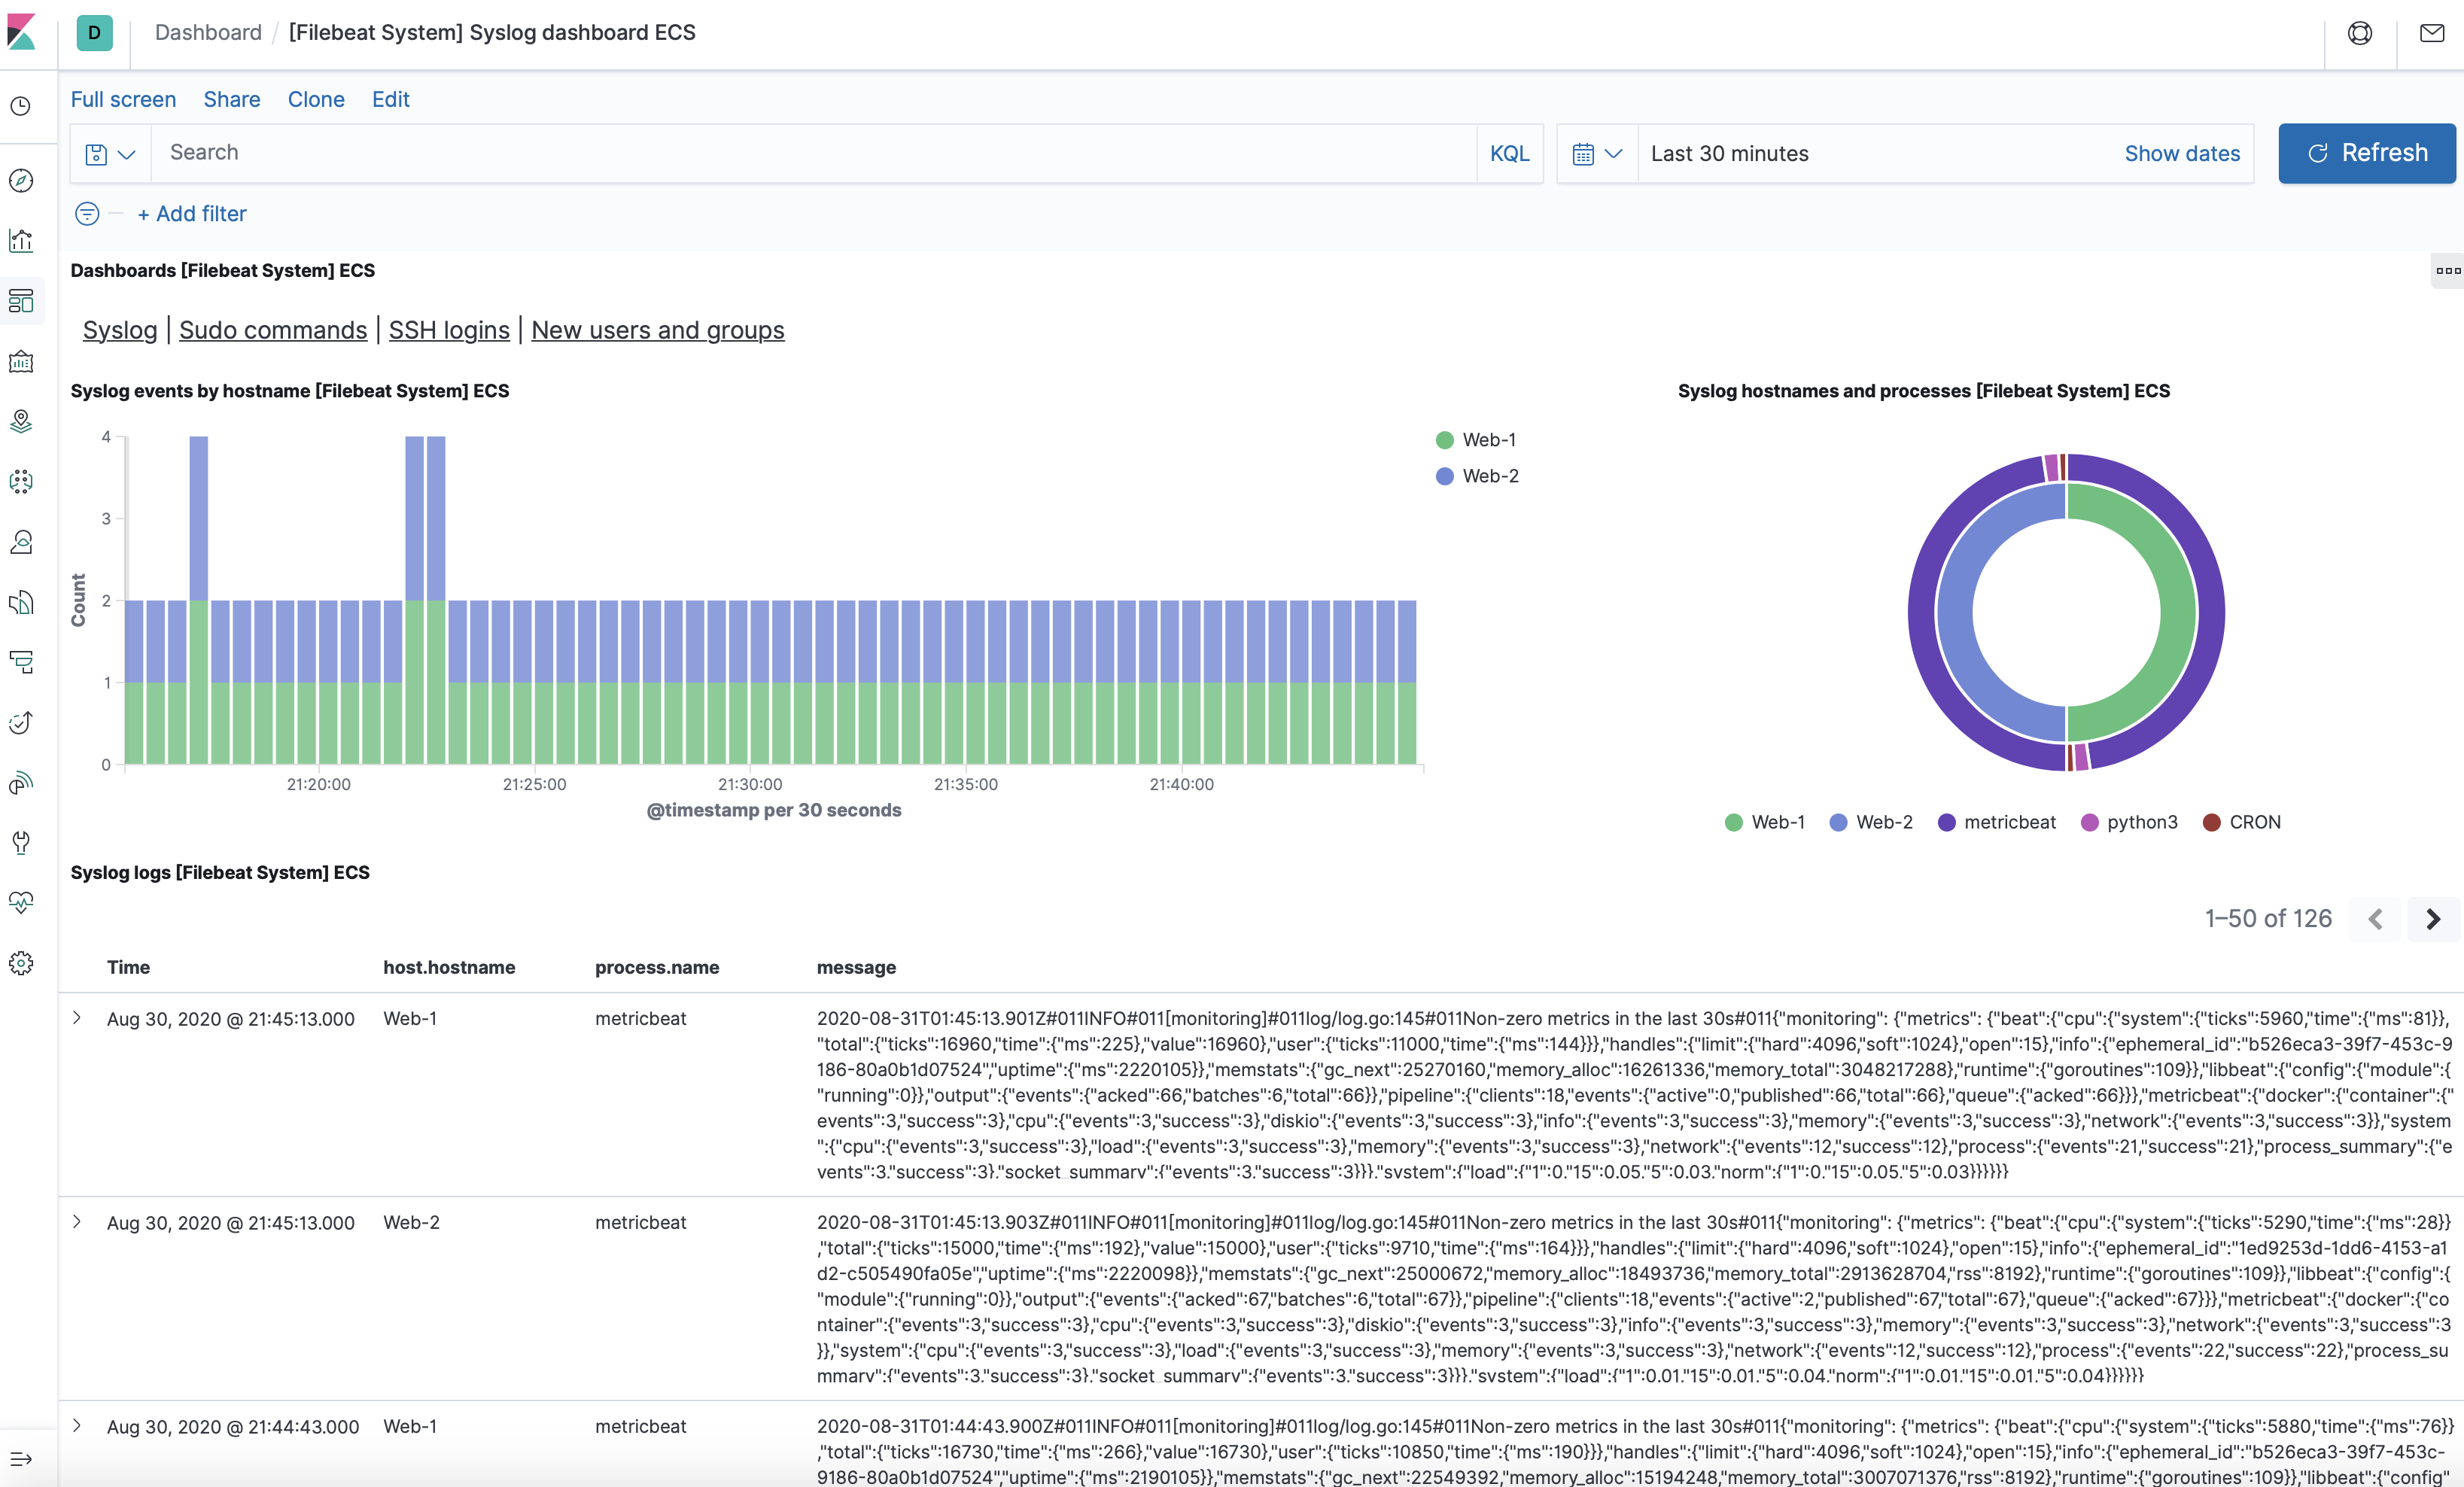 D Dashboard / [Filebeat System] Syslog dashboard ECS
Full screen Share Clone Edit
Search KQL Last 30 minutes Show dates Refresh
+ Add filter
Dashboards [Filebeat System] ECS
Syslog | Sudo commands | SSH logins | New users and groups
Syslog events by hostname [Filebeat System] ECS
4
3
2
1
0
Count
21:20:00 21:25:00 21:30:00 21:35:00 21:40:00
@timestamp per 30 seconds
Web-1
Web-2
Syslog hostnames and processes [Filebeat System] ECS
Web-1 Web-2 metricbeat python3 CRON
Syslog logs [Filebeat System] ECS
1–50 of 126
Time host.hostname process.name message
Aug 30, 2020 @ 21:45:13.000 Web-1 metricbeat 2020-08-31T01:45:13.901Z#011INFO#011[monitoring]#011log/log.go:145#011Non-zero metrics in the last 30s#011{"monitoring": {"metrics": {"beat":{"cpu":{"system":{"ticks":5960,"time":{"ms":81}},
"total":{"ticks":16960,"time":{"ms":225},"value":16960},"user":{"ticks":11000,"time":{"ms":144}}},"handles":{"limit":{"hard":4096,"soft":1024},"open":15},"info":{"ephemeral_id":"b526eca3-39f7-453c-9
186-80a0b1d07524","uptime":{"ms":2220105}},"memstats":{"gc_next":25270160,"memory_alloc":16261336,"memory_total":3048217288},"runtime":{"goroutines":109}},"libbeat":{"config":{"module":{
"running":0}},"output":{"events":{"acked":66,"batches":6,"total":66}},"pipeline":{"clients":18,"events":{"active":0,"published":66,"total":66},"queue":{"acked":66}}},"metricbeat":{"docker":{"container":{"
events":3,"success":3},"cpu":{"events":3,"success":3},"diskio":{"events":3,"success":3},"info":{"events":3,"success":3},"memory":{"events":3,"success":3},"network":{"events":3,"success":3}},"system
":{"cpu":{"events":3,"success":3},"load":{"events":3,"success":3},"memory":{"events":3,"success":3},"network":{"events":12,"success":12},"process":{"events":21,"success":21},"process_summary":{"e
vents":3,"success":3},"socket_summary":{"events":3,"success":3}}},"system":{"load":{"1":0,"15":0.05,"5":0.03,"norm":{"1":0,"15":0.05,"5":0.03}}}}}}
Aug 30, 2020 @ 21:45:13.000 Web-2 metricbeat 2020-08-31T01:45:13.903Z#011INFO#011[monitoring]#011log/log.go:145#011Non-zero metrics in the last 30s#011{"monitoring": {"metrics": {"beat":{"cpu":{"system":{"ticks":5290,"time":{"ms":28}}
,"total":{"ticks":15000,"time":{"ms":192},"value":15000},"user":{"ticks":9710,"time":{"ms":164}}},"handles":{"limit":{"hard":4096,"soft":1024},"open":15},"info":{"ephemeral_id":"1ed9253d-1dd6-4153-a1
d2-c505490fa05e","uptime":{"ms":2220098}},"memstats":{"gc_next":25000672,"memory_alloc":18493736,"memory_total":2913628704,"rss":8192},"runtime":{"goroutines":109}},"libbeat":{"config":{
"module":{"running":0}},"output":{"events":{"acked":67,"batches":6,"total":67}},"pipeline":{"clients":18,"events":{"active":2,"published":67,"total":67},"queue":{"acked":67}}},"metricbeat":{"docker":{"co
ntainer":{"events":3,"success":3},"cpu":{"events":3,"success":3},"diskio":{"events":3,"success":3},"info":{"events":3,"success":3},"memory":{"events":3,"success":3},"network":{"events":3,"success":3
}},"system":{"cpu":{"events":3,"success":3},"load":{"events":3,"success":3},"memory":{"events":3,"success":3},"network":{"events":12,"success":12},"process":{"events":22,"success":22},"process_su
mmary":{"events":3,"success":3},"socket_summary":{"events":3,"success":3}}},"system":{"load":{"1":0.01,"15":0.01,"5":0.04,"norm":{"1":0.01,"15":0.01,"5":0.04}}}}}}
Aug 30, 2020 @ 21:44:43.000 Web-1 metricbeat 2020-08-31T01:44:43.900Z#011INFO#011[monitoring]#011log/log.go:145#011Non-zero metrics in the last 30s#011{"monitoring": {"metrics": {"beat":{"cpu":{"system":{"ticks":5880,"time":{"ms":76}}
,"total":{"ticks":16730,"time":{"ms":266},"value":16730},"user":{"ticks":10850,"time":{"ms":190}}},"handles":{"limit":{"hard":4096,"soft":1024},"open":15},"info":{"ephemeral_id":"b526eca3-39f7-453c-
9186-80a0b1d07524","uptime":{"ms":2190105}},"memstats":{"gc_next":22549392,"memory_alloc":15194248,"memory_total":3007071376,"rss":8192},"runtime":{"goroutines":109}},"libbeat":{"config"